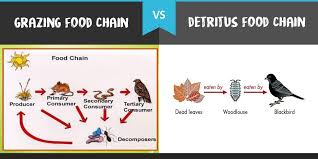 GRAZING FOOD CHAIN
VS
DETRITUS FOOD CHAIN
Food Chain
Producer
Primary
Consumer
Secondary
Consumer
Tertiary
Consumer
Decomposers
eaten by
eaten by
Dead leaves
Woodlouse
Blackbird